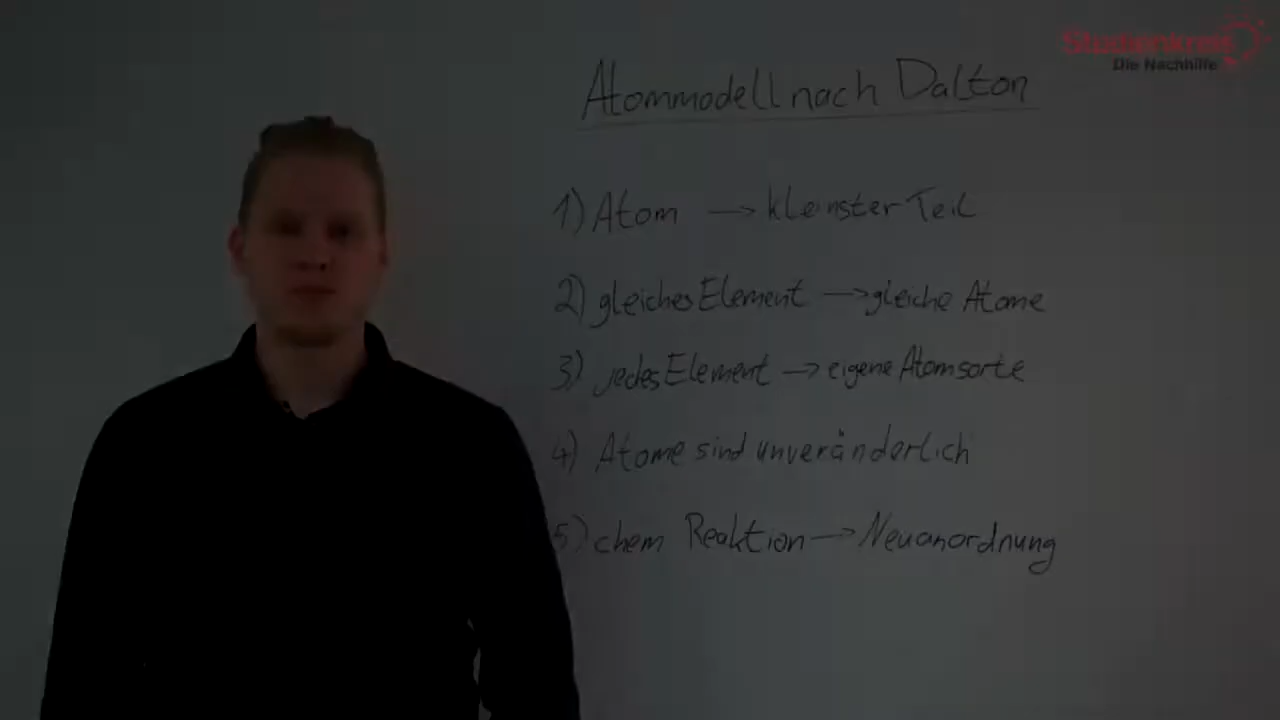 Studienkreis
Die Nachhilfe
Atommodell nach Dalton
1) Atom → kleinster Teil
2) gleiches Element → gleiche Atome
3) jedes Element → eigene Atomsorte
4) Atome sind unveränderlich
5) chem Reaktion → Neuanordnung